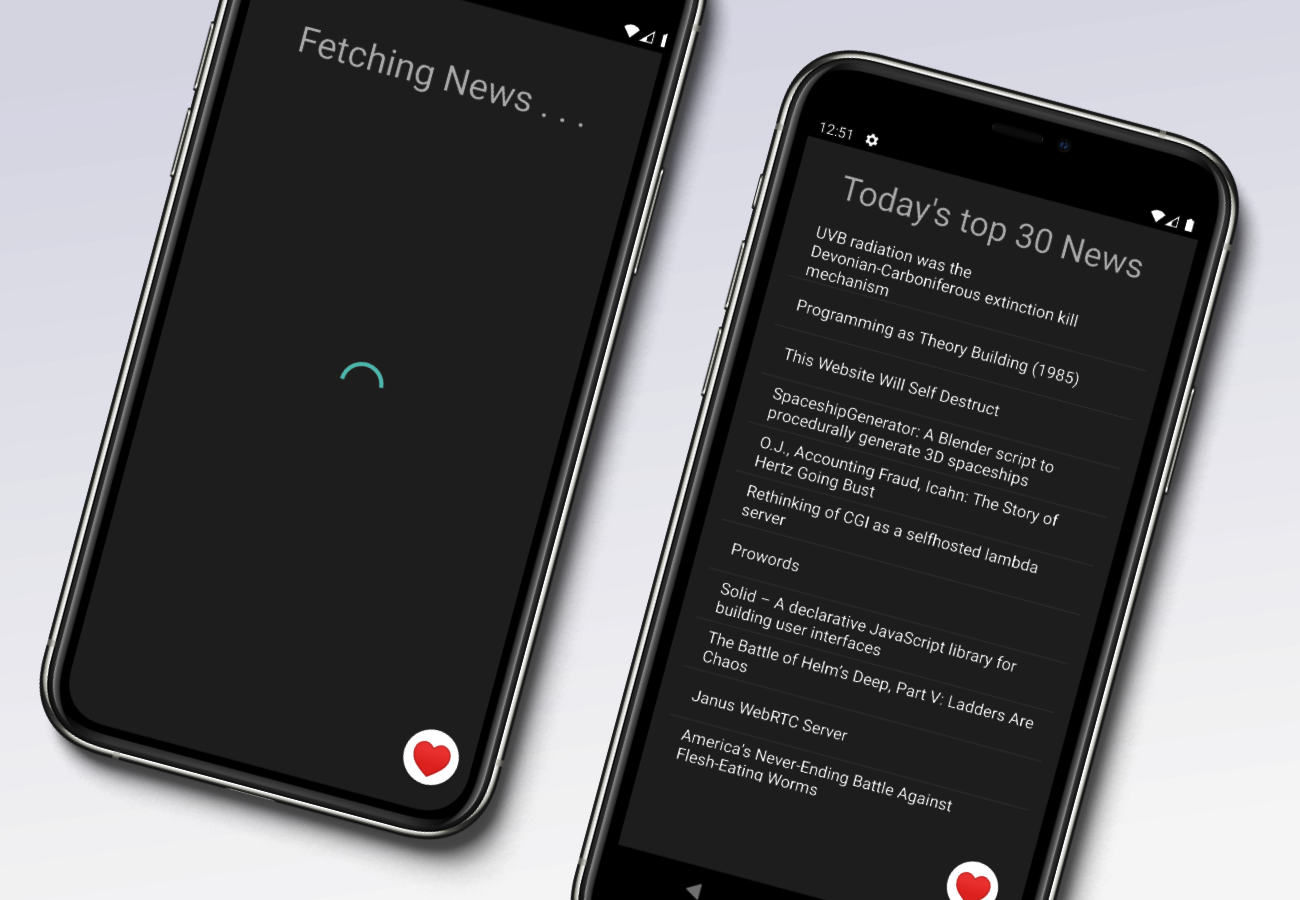 Fetching News . . .
12:51
Today's top 30 News
UVB radiation was the
Devonian-Carboniferous extinction kill
mechanism
Programming as Theory Building (1985)
This Website Will Self Destruct
SpaceshipGenerator: A Blender script to
procedurally generate 3D spaceships
O.J., Accounting Fraud, Icahn: The Story of
Hertz Going Bust
Rethinking of CGI as a selfhosted lambda
server
Prowords
Solid – A declarative JavaScript library for
building user interfaces
The Battle of Helm's Deep, Part V: Ladders Are
Chaos
Janus WebRTC Server
America's Never-Ending Battle Against
Flesh-Eating Worms